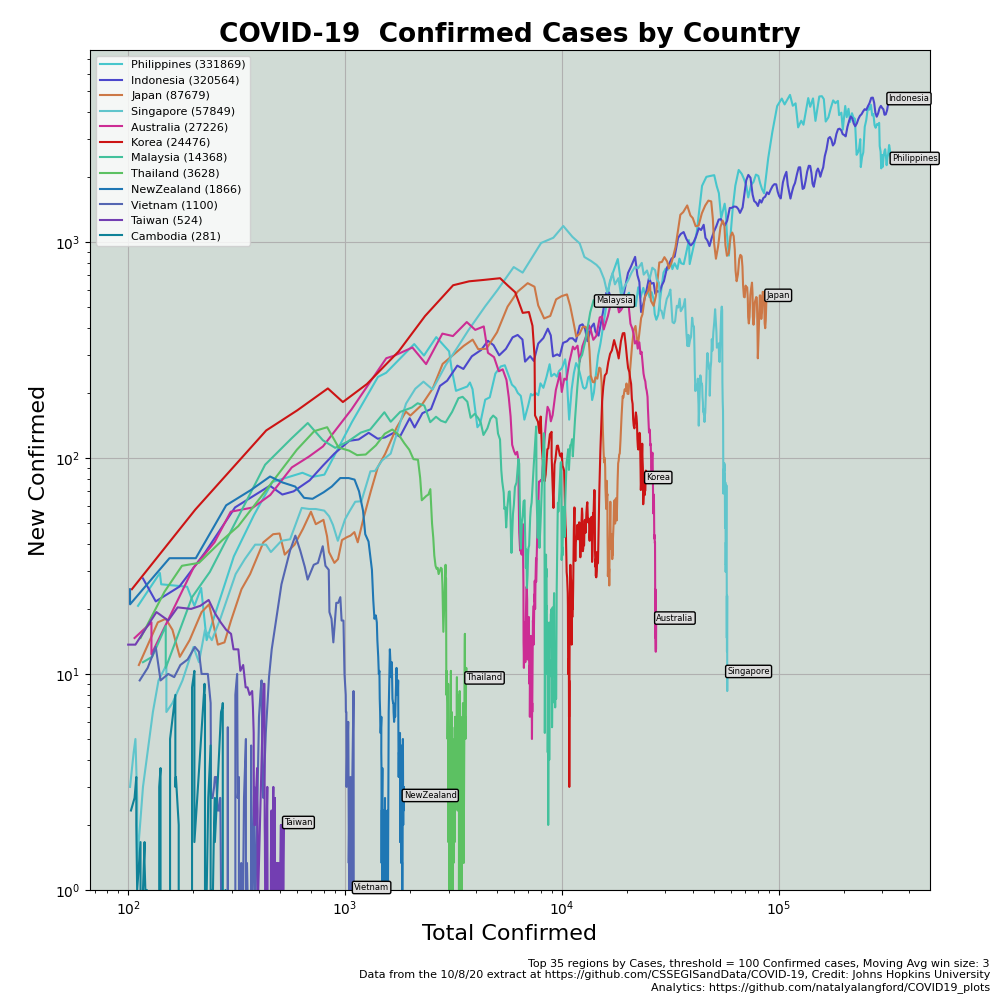 COVID-19  Confirmed Cases by Country
Philippines (331869)
Indonesia (320564)
Japan (87679)
Singapore (57849)
Australia (27226)
Korea (24476)
Malaysia (14368)
Thailand (3628)
NewZealand (1866)
Vietnam (1100)
Taiwan (524)
Cambodia (281)
Indonesia
Philippines
Japan
Malaysia
Korea
Australia
Singapore
Thailand
NewZealand
Taiwan
Vietnam
New Confirmed
10³
10²
10¹
10⁰
10² 10³ 10⁴ 10⁵
Total Confirmed
Top 35 regions by Cases, threshold = 100 Confirmed cases, Moving Avg win size: 3
Data from the 10/8/20 extract at https://github.com/CSSEGISandData/COVID-19, Credit: Johns Hopkins University
Analytics: https://github.com/natalyalangford/COVID19_plots